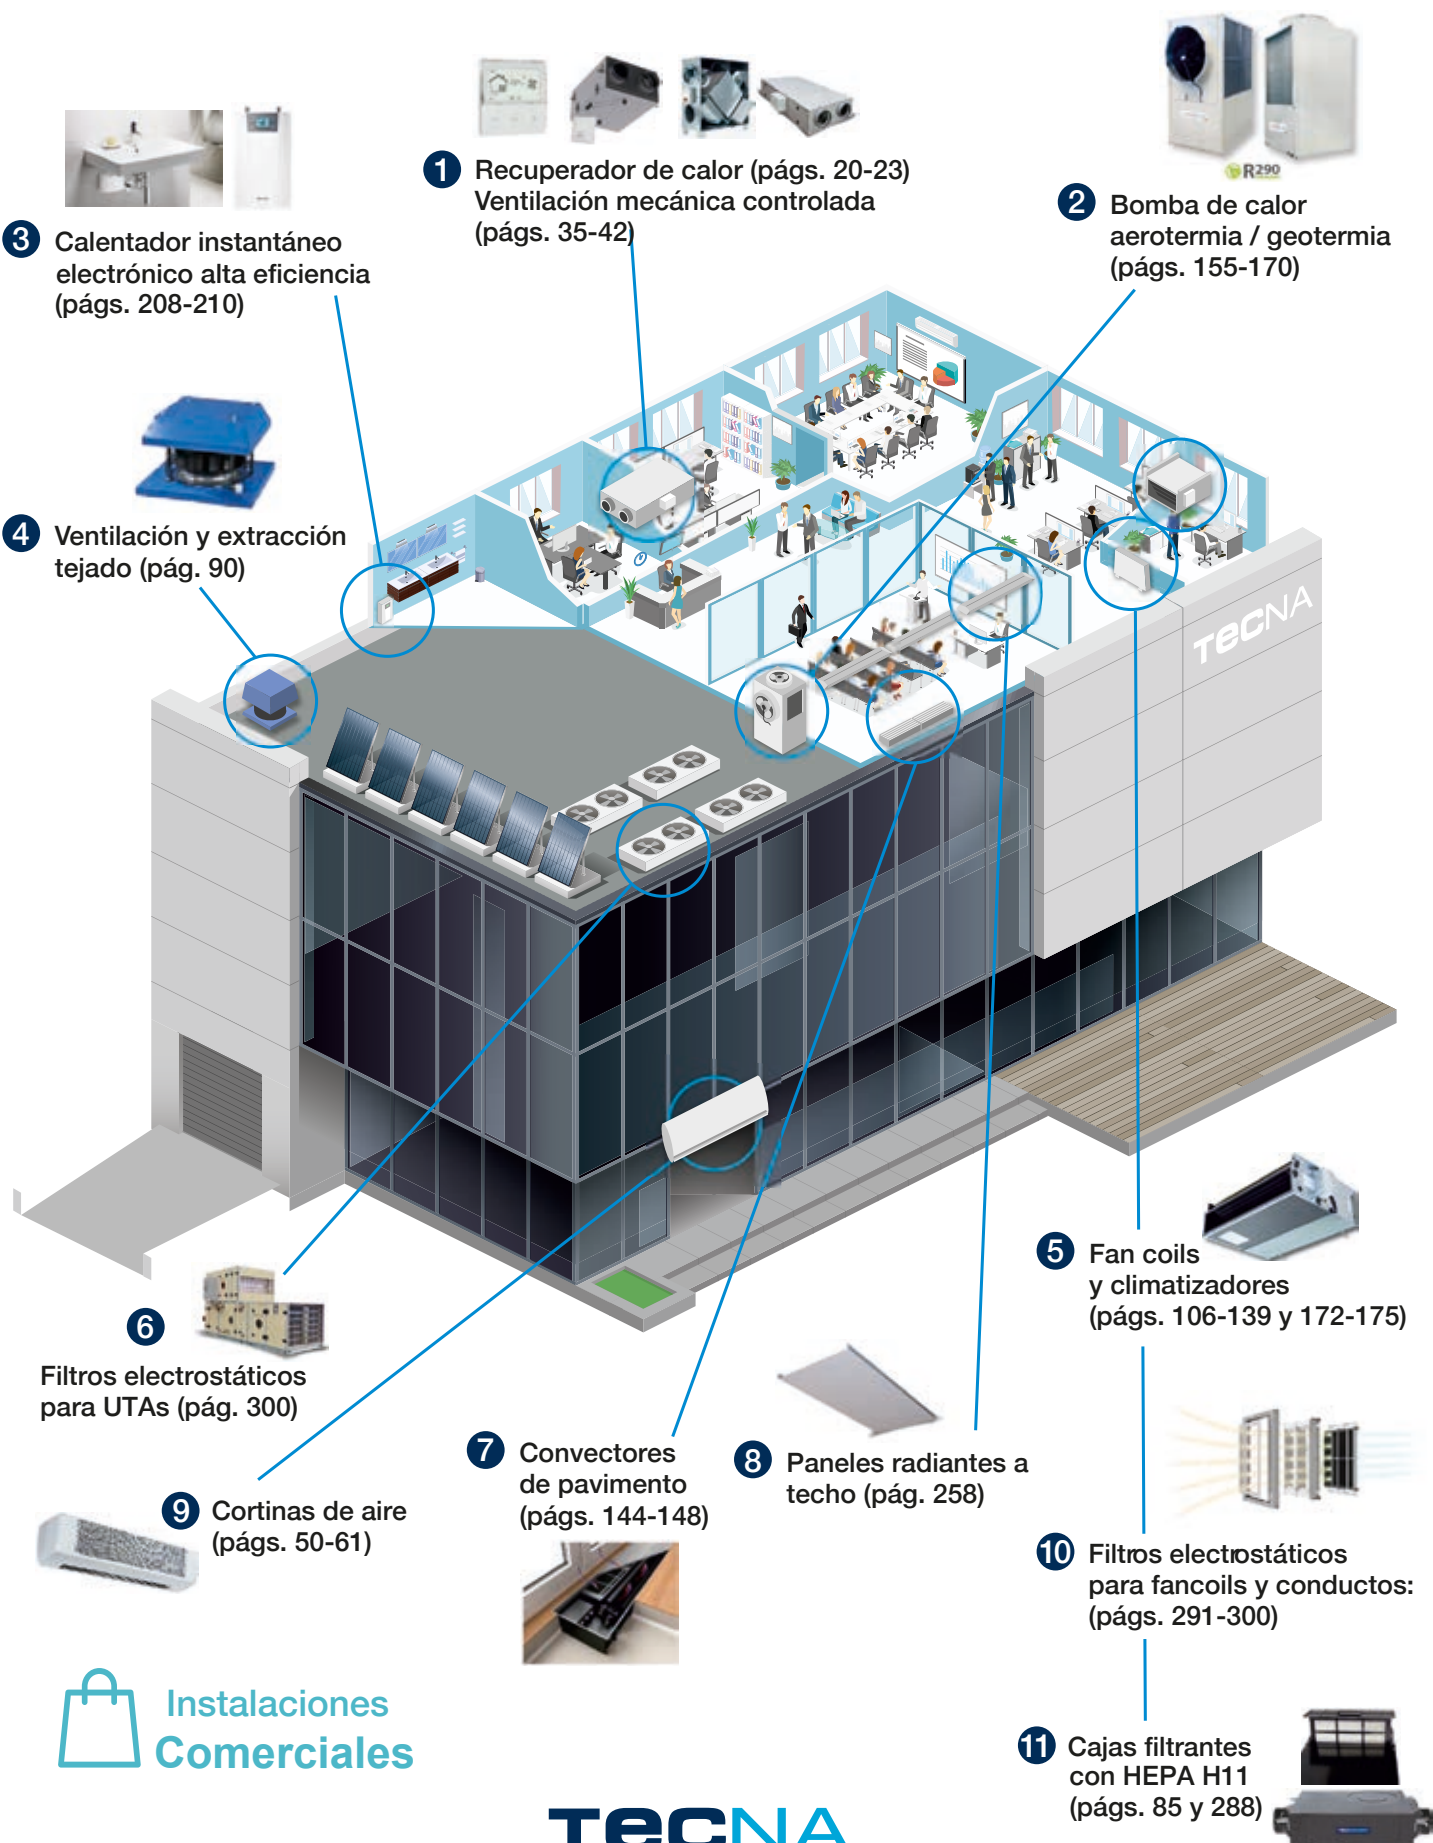 1 Recuperador de calor (págs. 20-23)
Ventilación mecánica controlada
(págs. 35-42)
R290
2 Bomba de calor
aerotermia / geotermia
(págs. 155-170)
3 Calentador instantáneo
electrónico alta eficiencia
(págs. 208-210)
4 Ventilación y extracción
tejado (pág. 90)
TECNA
5 Fan coils
y climatizadores
(págs. 106-139 y 172-175)
6
Filtros electrostáticos
para UTAs (pág. 300)
7 Convectores
de pavimento
(págs. 144-148)
8 Paneles radiantes a
techo (pág. 258)
9 Cortinas de aire
(págs. 50-61)
10 Filtros electrostáticos
para fancoils y conductos:
(págs. 291-300)
11 Cajas filtrantes
con HEPA H11
(págs. 85 y 288)
Instalaciones
Comerciales
TECNA